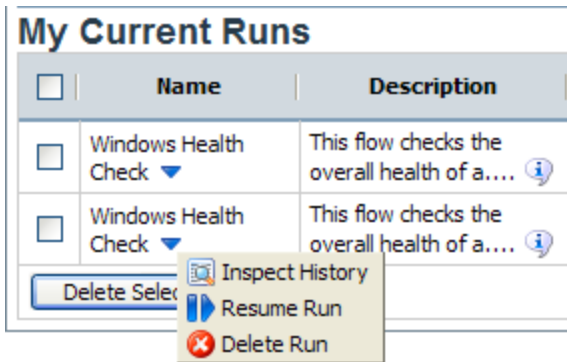 My Current Runs
Name Description
Windows Health
Check
This flow checks the
overall health of a....
Windows Health
Check
This flow checks the
overall health of a....
Delete Selec
Inspect History
Resume Run
Delete Run